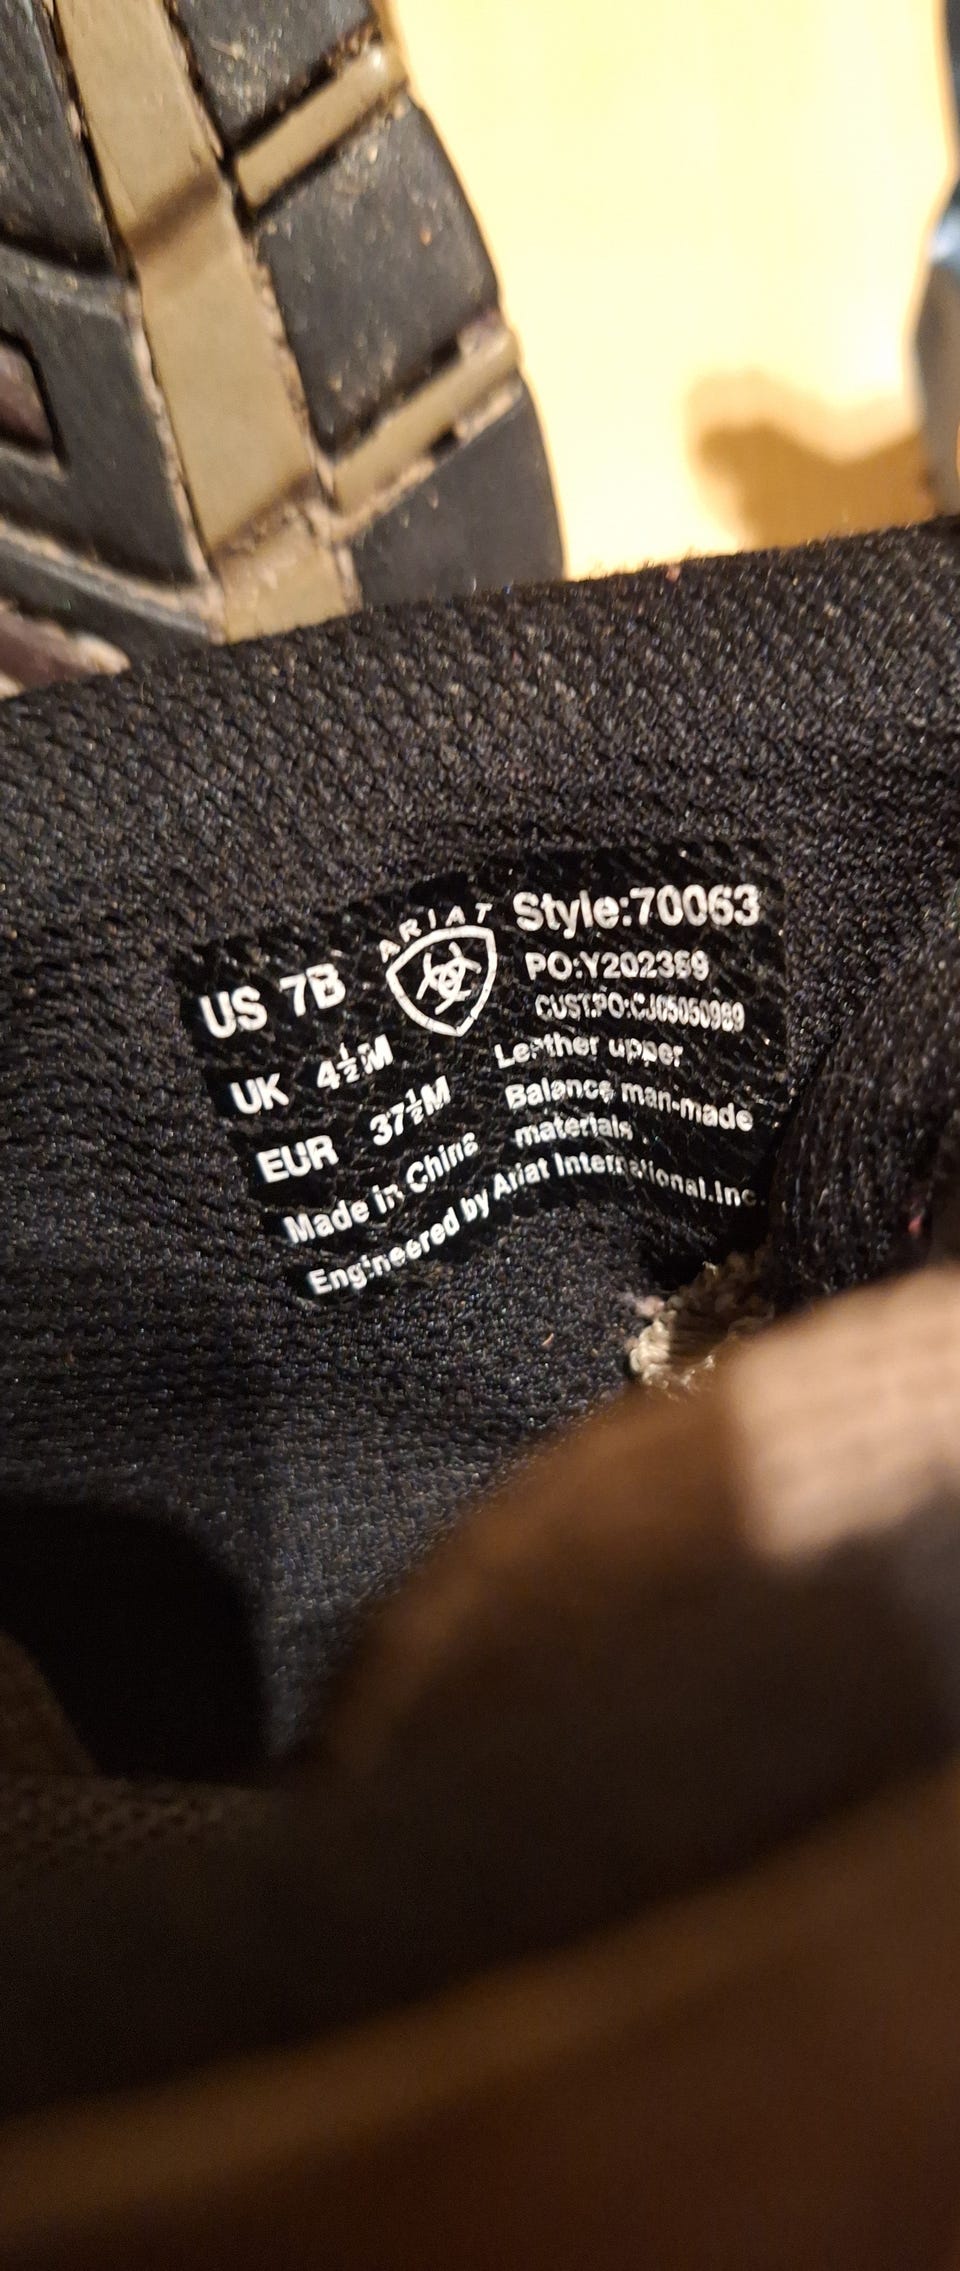 US 7B
UK 4½M
EUR 37½M
ARIAT
Style:70063
PO:Y202369
CUST.PO:CJ05050989
Leather upper
Balance man-made
materials
Made in China
Engineered by Ariat International.Inc